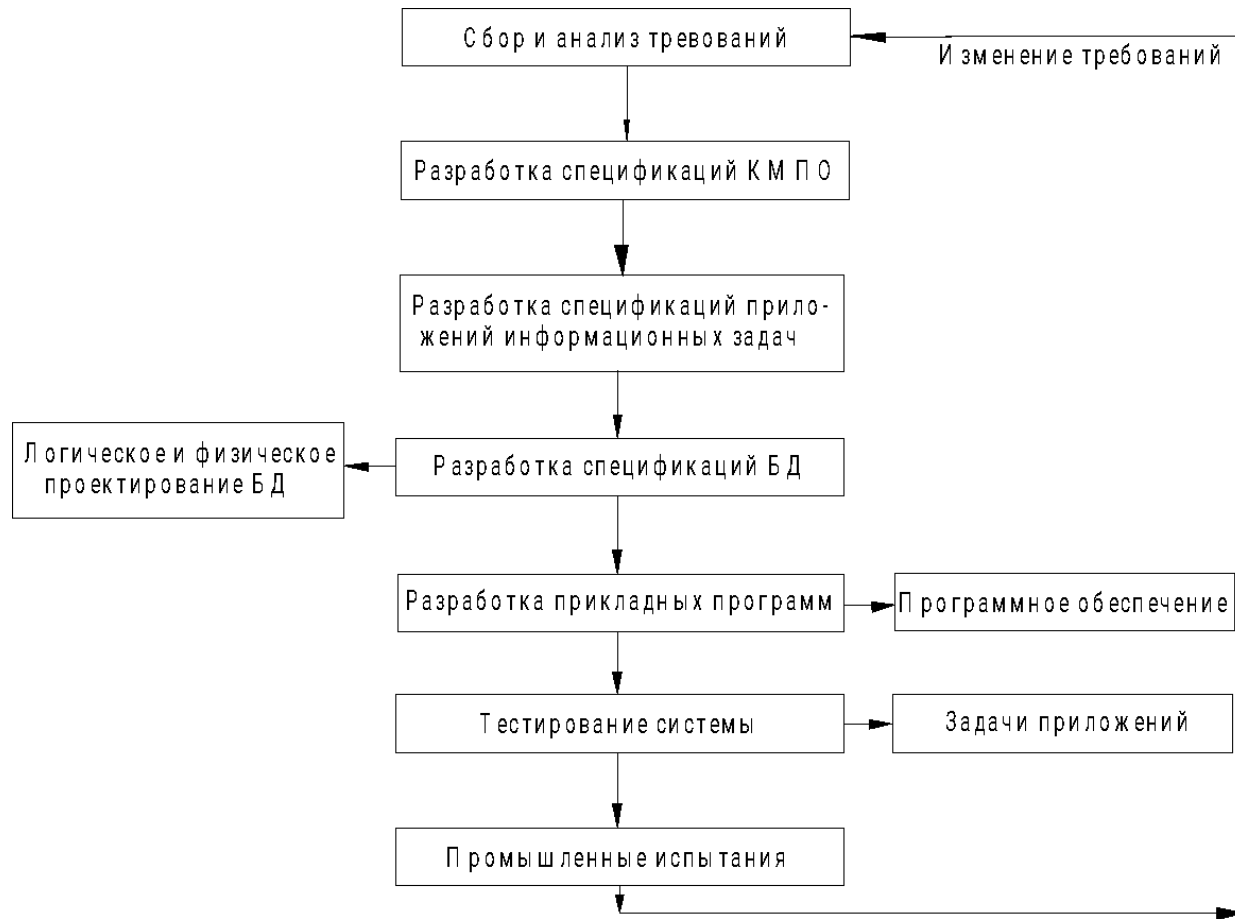 Сбор и анализ тревований
Изменение требований
Разработка спецификаций КМПО
Разработка спецификаций прило-
жений информационных задач
Логическое и физическое
проектирование БД
Разработка спецификаций БД
Разработка прикладных программ
Программное обеспечение
Тестирование системы
Задачи приложений
Промышленные испытания